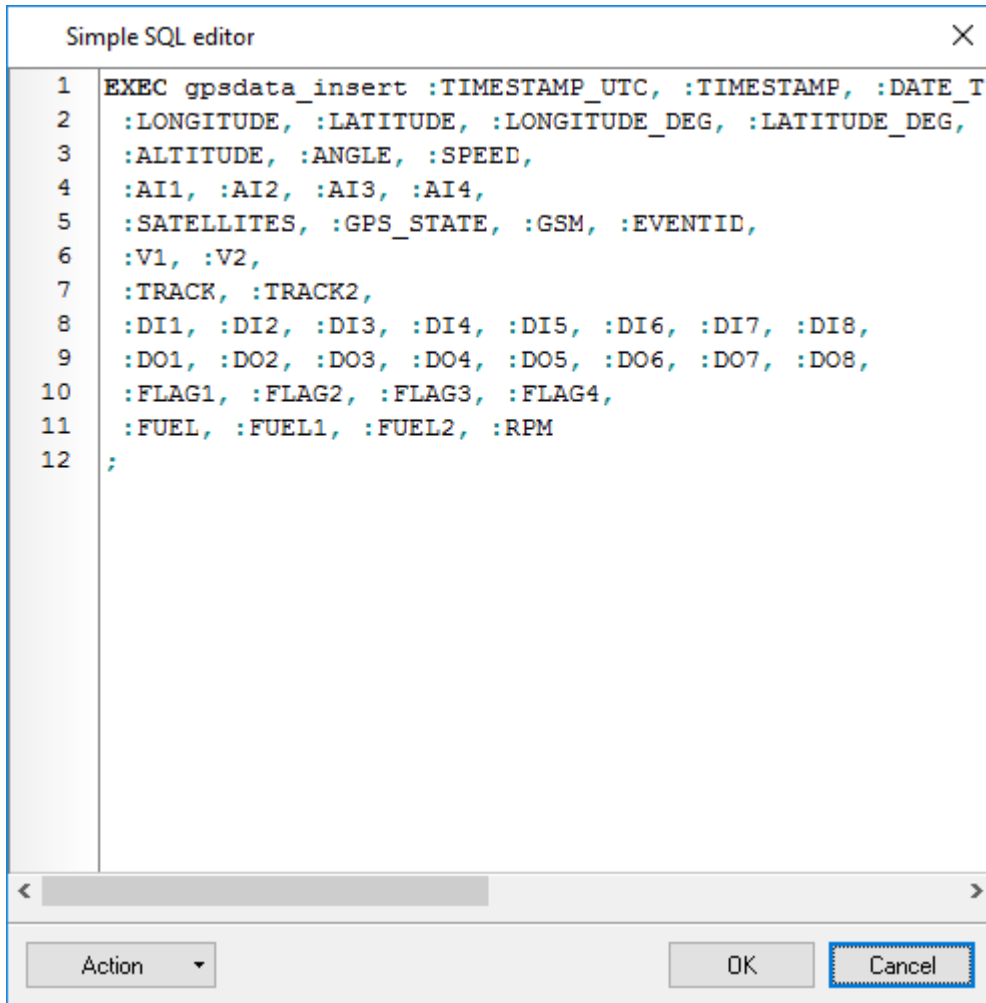 Simple SQL editor
1 EXEC gpsdata_insert :TIMESTAMP_UTC, :TIMESTAMP, :DATE_T
2 :LONGITUDE, :LATITUDE, :LONGITUDE_DEG, :LATITUDE_DEG,
3 :ALTITUDE, :ANGLE, :SPEED,
4 :AI1, :AI2, :AI3, :AI4,
5 :SATELLITES, :GPS_STATE, :GSM, :EVENTID,
6 :V1, :V2,
7 :TRACK, :TRACK2,
8 :DI1, :DI2, :DI3, :DI4, :DI5, :DI6, :DI7, :DI8,
9 :DO1, :DO2, :DO3, :DO4, :DO5, :DO6, :DO7, :DO8,
10 :FLAG1, :FLAG2, :FLAG3, :FLAG4,
11 :FUEL, :FUEL1, :FUEL2, :RPM
12 ;
Action OK Cancel